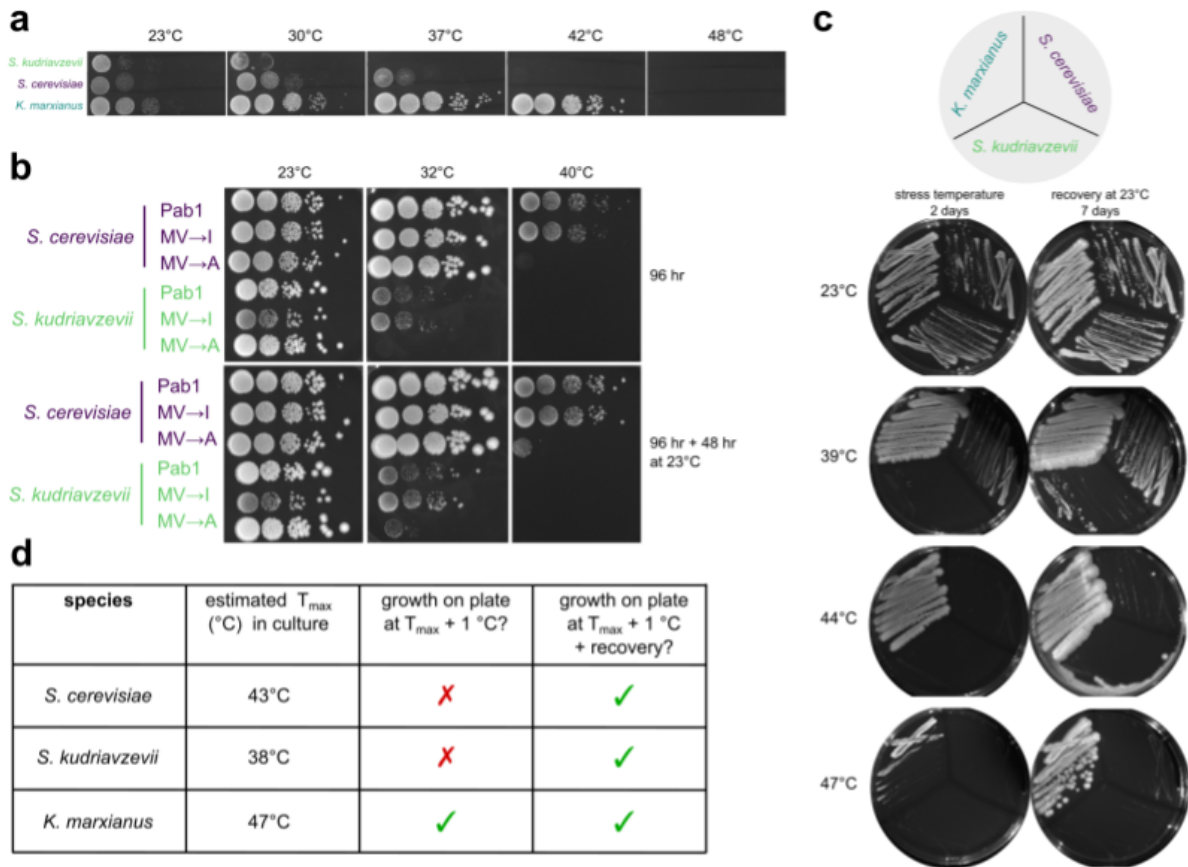 a
23°C 30°C 37°C 42°C 48°C
S. kudriavzevii
S. cerevisiae
K. marxianus
b
23°C 32°C 40°C
S. cerevisiae
Pab1
MV→I
MV→A
S. kudriavzevii
Pab1
MV→I
MV→A
96 hr
S. cerevisiae
Pab1
MV→I
MV→A
S. kudriavzevii
Pab1
MV→I
MV→A
96 hr + 48 hr
at 23°C
c
K. marxianus
S. cerevisiae
S. kudriavzevii
stress temperature
2 days
recovery at 23°C
7 days
23°C
39°C
44°C
47°C
d
species
estimated Tmax
(°C) in culture
growth on plate
at Tmax + 1 °C?
growth on plate
at Tmax + 1 °C
+ recovery?
S. cerevisiae 43°C ✗ ✓
S. kudriavzevii 38°C ✗ ✓
K. marxianus 47°C ✓ ✓